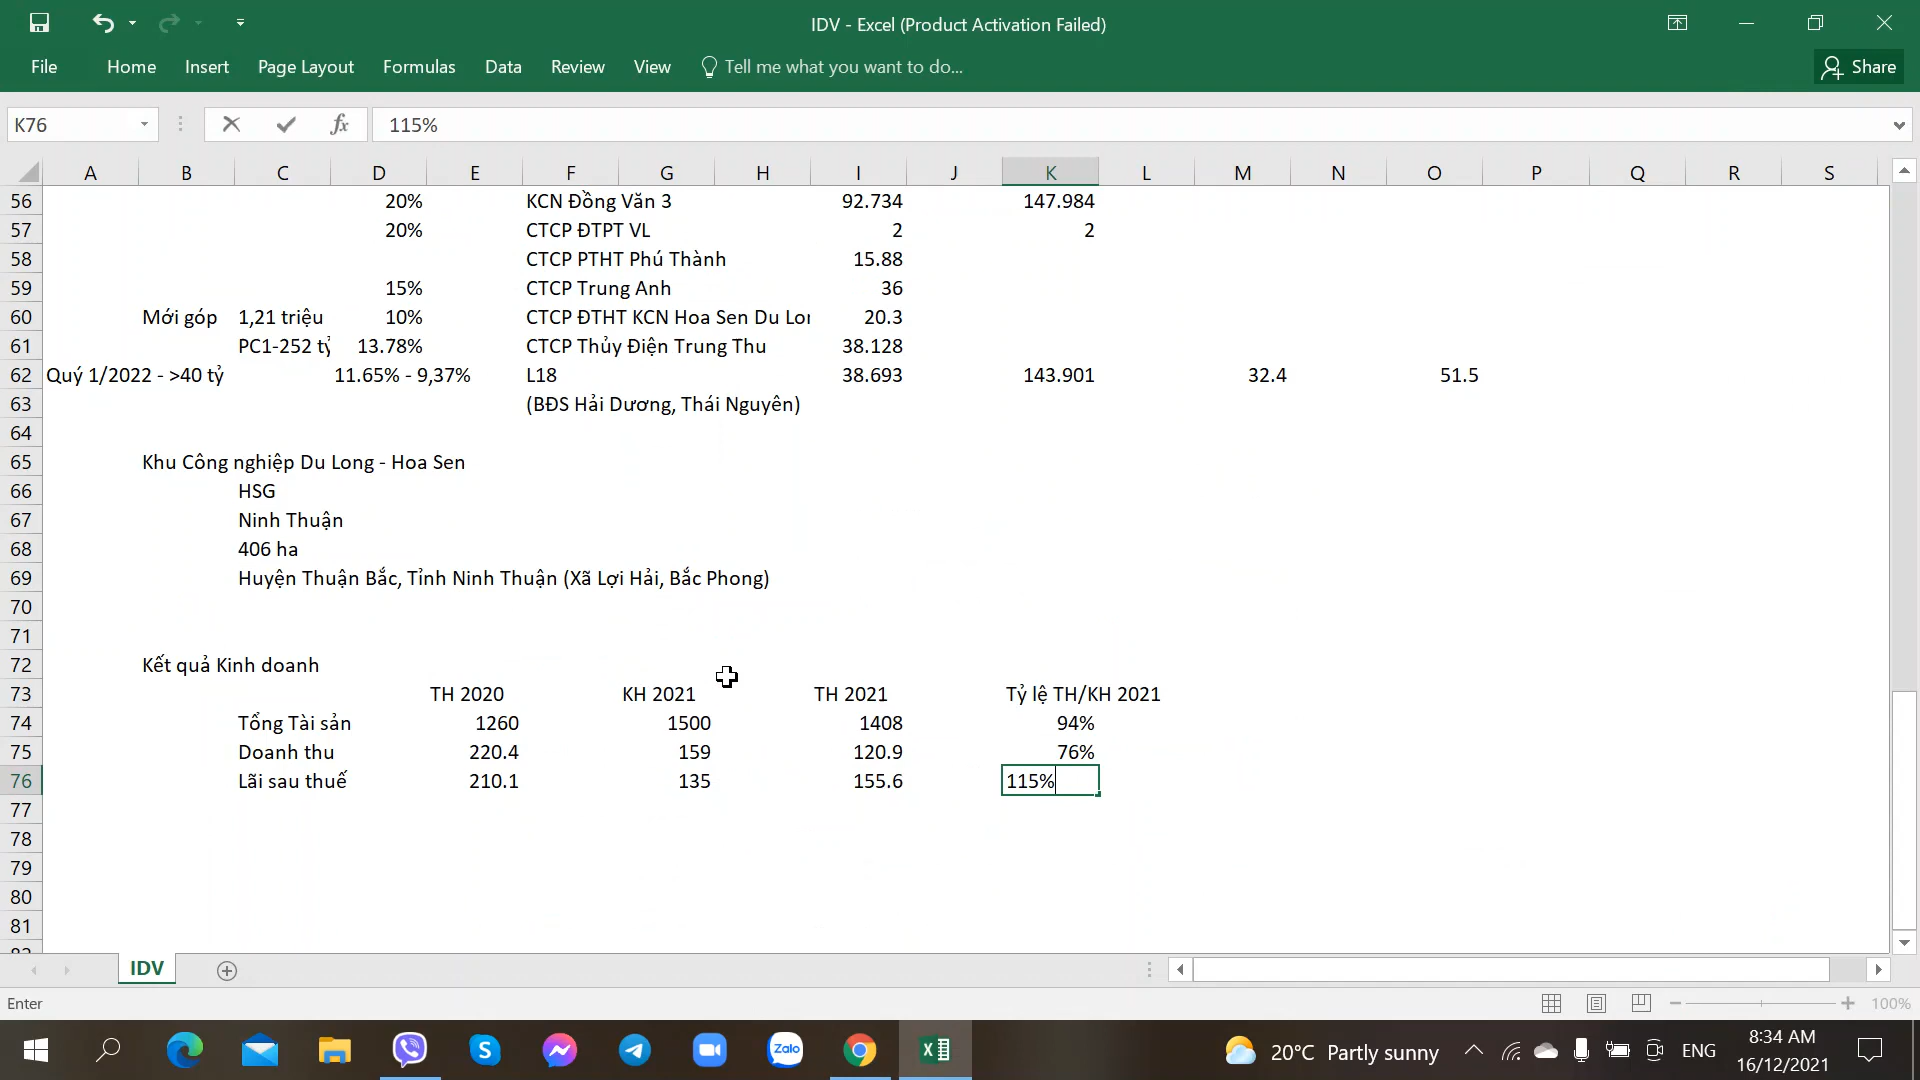 IDV - Excel (Product Activation Failed)
File Home Insert Page Layout Formulas Data Review View Tell me what you want to do... Share
K76 fx 115%
A B C D E F G H I J K L M N O P Q R S
56 20% KCN Đồng Văn 3 92.734 147.984
57 20% CTCP ĐTPT VL 2 2
58 CTCP PTHT Phú Thành 15.88
59 15% CTCP Trung Anh 36
60 Mới góp 1,21 triệu 10% CTCP ĐTHT KCN Hoa Sen Du Lon 20.3
61 PC1-252 tỷ 13.78% CTCP Thủy Điện Trung Thu 38.128
62 Quý 1/2022 - >40 tỷ 11.65% - 9,37% L18 38.693 143.901 32.4 51.5
63 (BĐS Hải Dương, Thái Nguyên)
64
65 Khu Công nghiệp Du Long - Hoa Sen
66 HSG
67 Ninh Thuận
68 406 ha
69 Huyện Thuận Bắc, Tỉnh Ninh Thuận (Xã Lợi Hải, Bắc Phong)
70
71
72 Kết quả Kinh doanh
73 TH 2020 KH 2021 TH 2021 Tỷ lệ TH/KH 2021
74 Tổng Tài sản 1260 1500 1408 94%
75 Doanh thu 220.4 159 120.9 76%
76 Lãi sau thuế 210.1 135 155.6 115%
77
78
79
80
81
IDV
Enter 100%
Zalo 20°C Partly sunny ENG 8:34 AM
16/12/2021